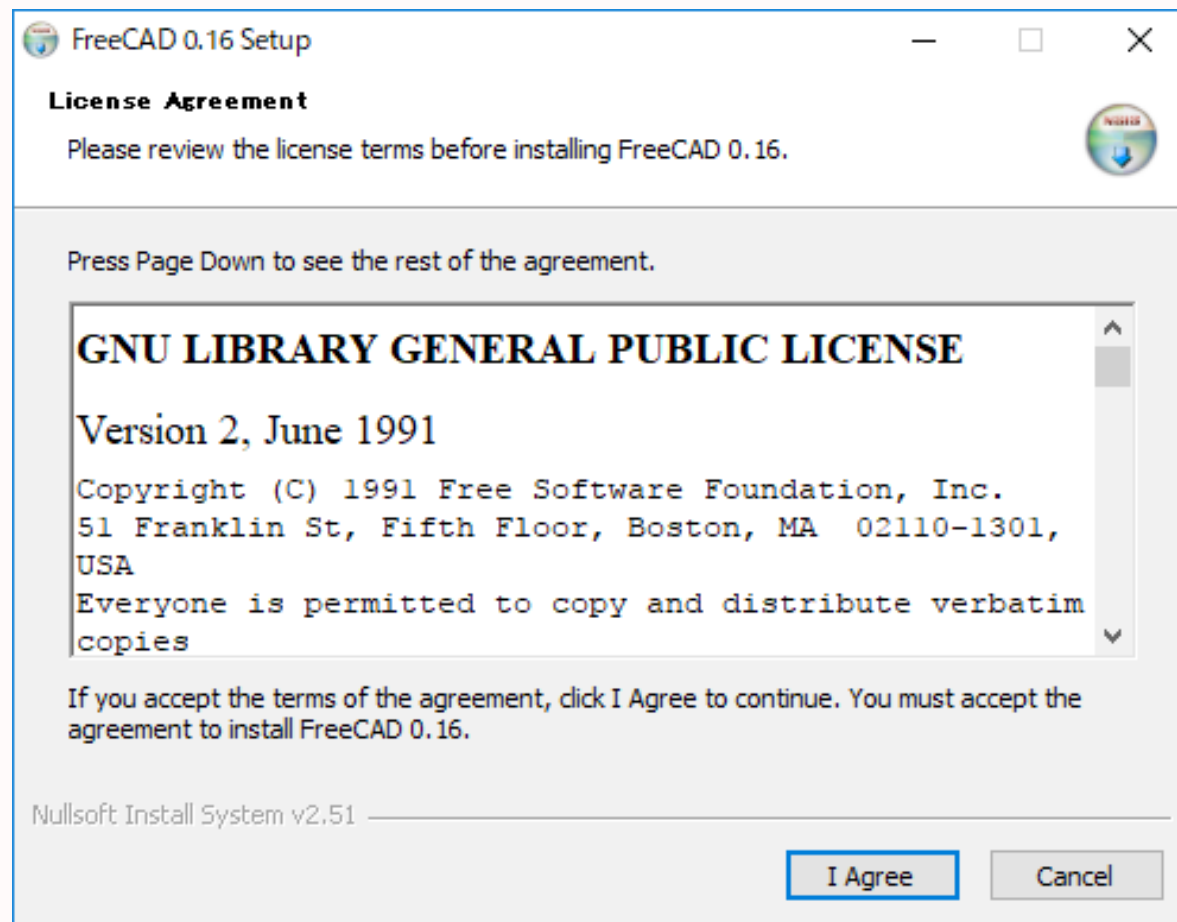 FreeCAD 0.16 Setup
License Agreement
Please review the license terms before installing FreeCAD 0.16.
NSIS
Press Page Down to see the rest of the agreement.
GNU LIBRARY GENERAL PUBLIC LICENSE
Version 2, June 1991
Copyright (C) 1991 Free Software Foundation, Inc.
51 Franklin St, Fifth Floor, Boston, MA  02110-1301,
USA
Everyone is permitted to copy and distribute verbatim
copies
If you accept the terms of the agreement, click I Agree to continue. You must accept the
agreement to install FreeCAD 0.16.
Nullsoft Install System v2.51
I Agree
Cancel